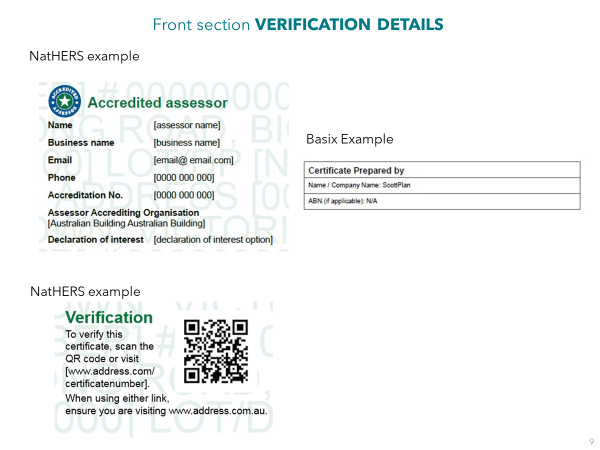 Front section VERIFICATION DETAILS
NatHERS example
ACCREDITED
ASSESSOR
Accredited assessor
Name [assessor name]
Business name [business name]
Email [email@ email.com]
Phone [0000 000 000]
Accreditation No. [0000 000 000]
Assessor Accrediting Organisation
[Australian Building Australian Building]
Declaration of interest [declaration of interest option]
Basix Example
Certificate Prepared by
Name / Company Name: ScottPlan
ABN (if applicable): N/A
NatHERS example
Verification
To verify this
certificate, scan the
QR code or visit
[www.address.com/
certificatenumber].
When using either link,
ensure you are visiting www.address.com.au.
9